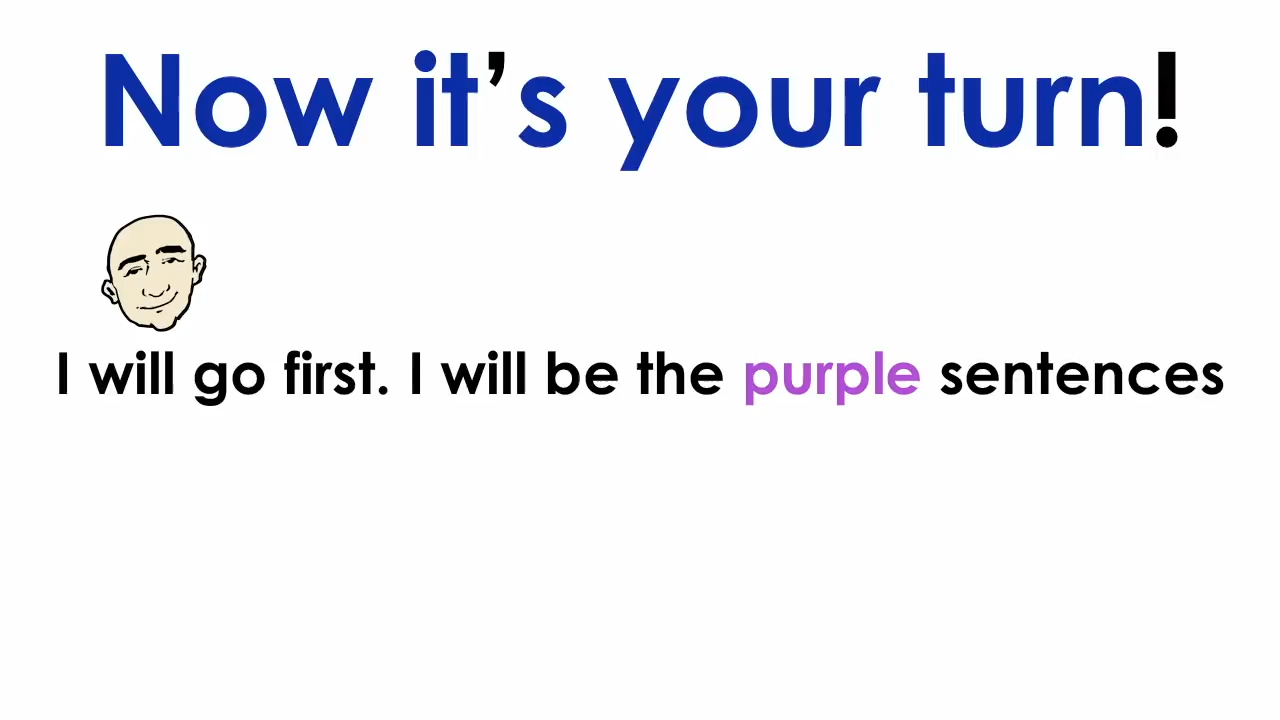 Now it’s your turn!
I will go first. I will be the purple sentences